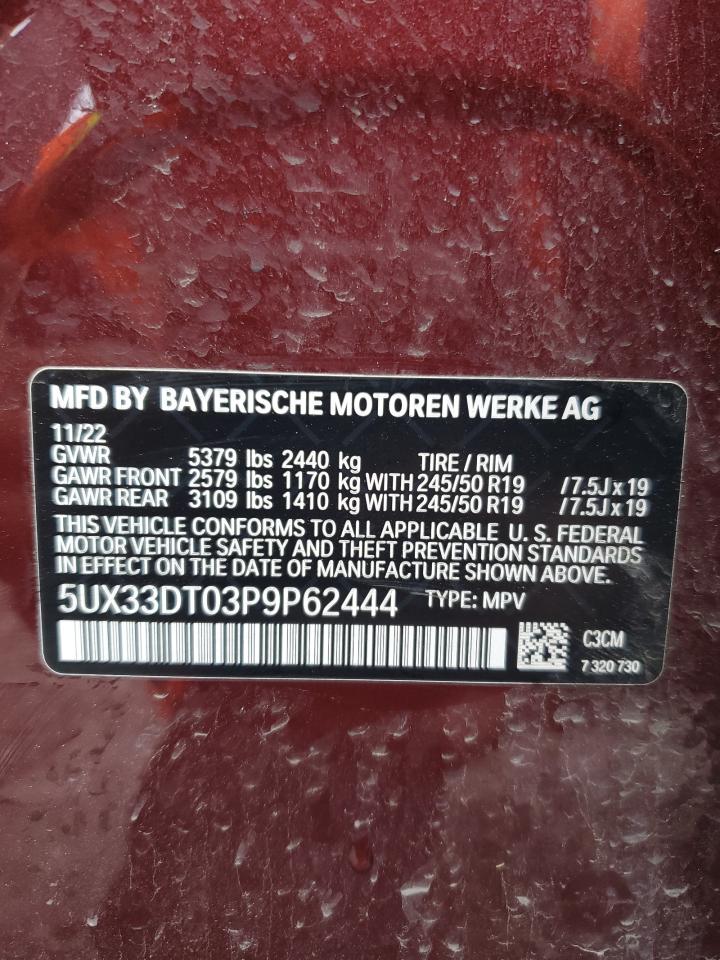 MFD BY BAYERISCHE MOTOREN WERKE AG
11/22
GVWR 5379 lbs 2440 kg TIRE / RIM
GAWR FRONT 2579 lbs 1170 kg WITH 245/50 R19 /7.5J x 19
GAWR REAR 3109 lbs 1410 kg WITH 245/50 R19 /7.5J x 19
THIS VEHICLE CONFORMS TO ALL APPLICABLE U. S. FEDERAL
MOTOR VEHICLE SAFETY AND THEFT PREVENTION STANDARDS
IN EFFECT ON THE DATE OF MANUFACTURE SHOWN ABOVE.
5UX33DT03P9P62444 TYPE: MPV
C3CM
7 320 730